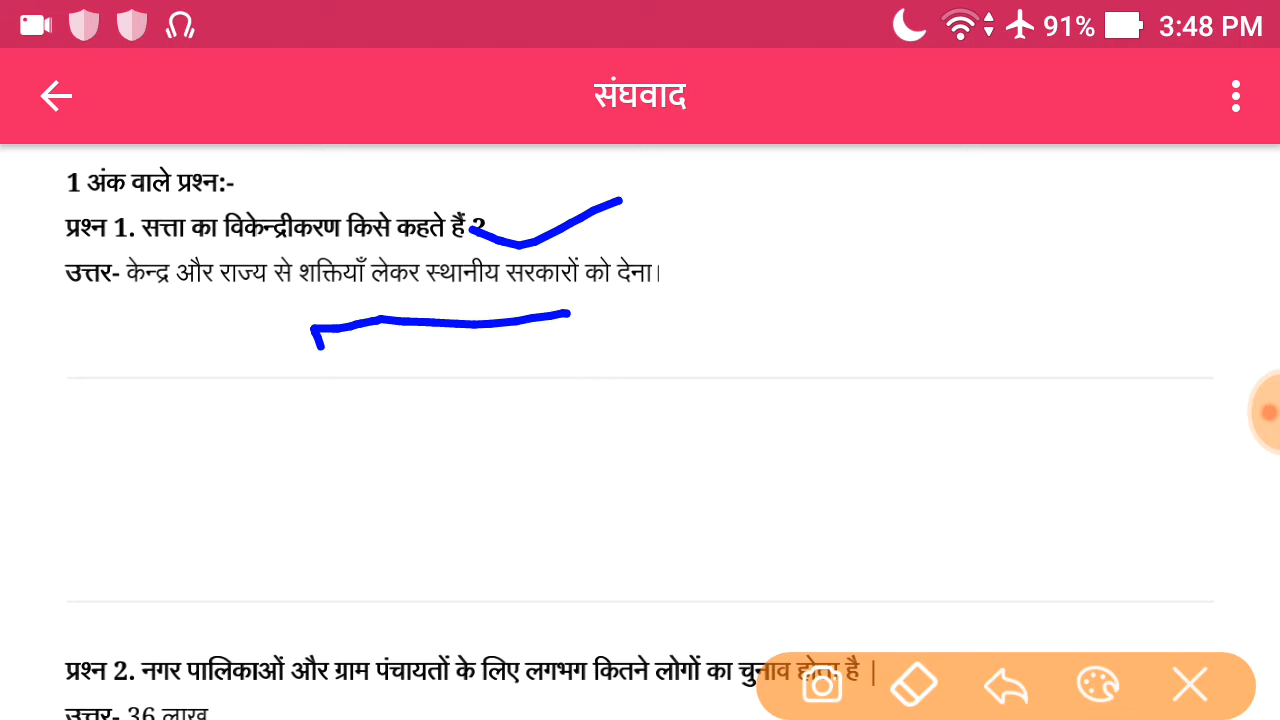 91% 3:48 PM
संघवाद
1 अंक वाले प्रश्न:-
प्रश्न 1. सत्ता का विकेन्द्रीकरण किसे कहते हैं ?
उत्तर- केन्द्र और राज्य से शक्तियाँ लेकर स्थानीय सरकारों को देना।
प्रश्न 2. नगर पालिकाओं और ग्राम पंचायतों के लिए लगभग कितने लोगों का चुनाव होता है |
उत्तर- 36 लाख